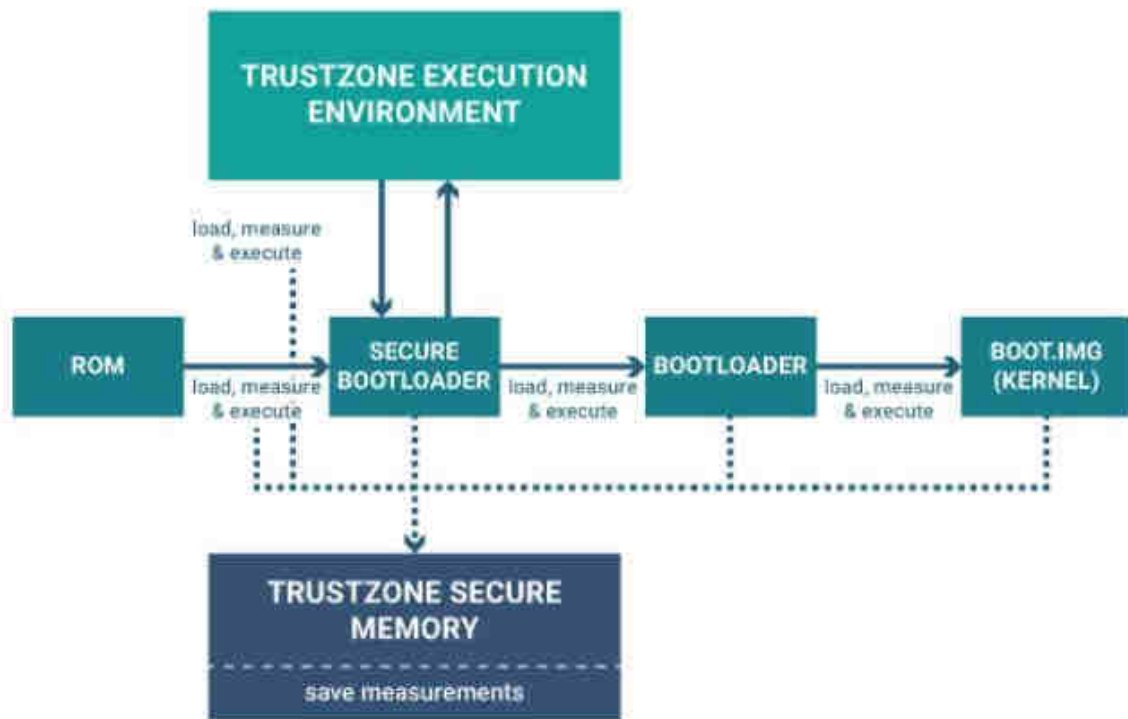 TRUSTZONE EXECUTION
ENVIRONMENT
load, measure
& execute
ROM
load, measure
& execute
SECURE
BOOTLOADER
load, measure
& execute
BOOTLOADER
load, measure
& execute
BOOT.IMG
(KERNEL)
TRUSTZONE SECURE
MEMORY
save measurements